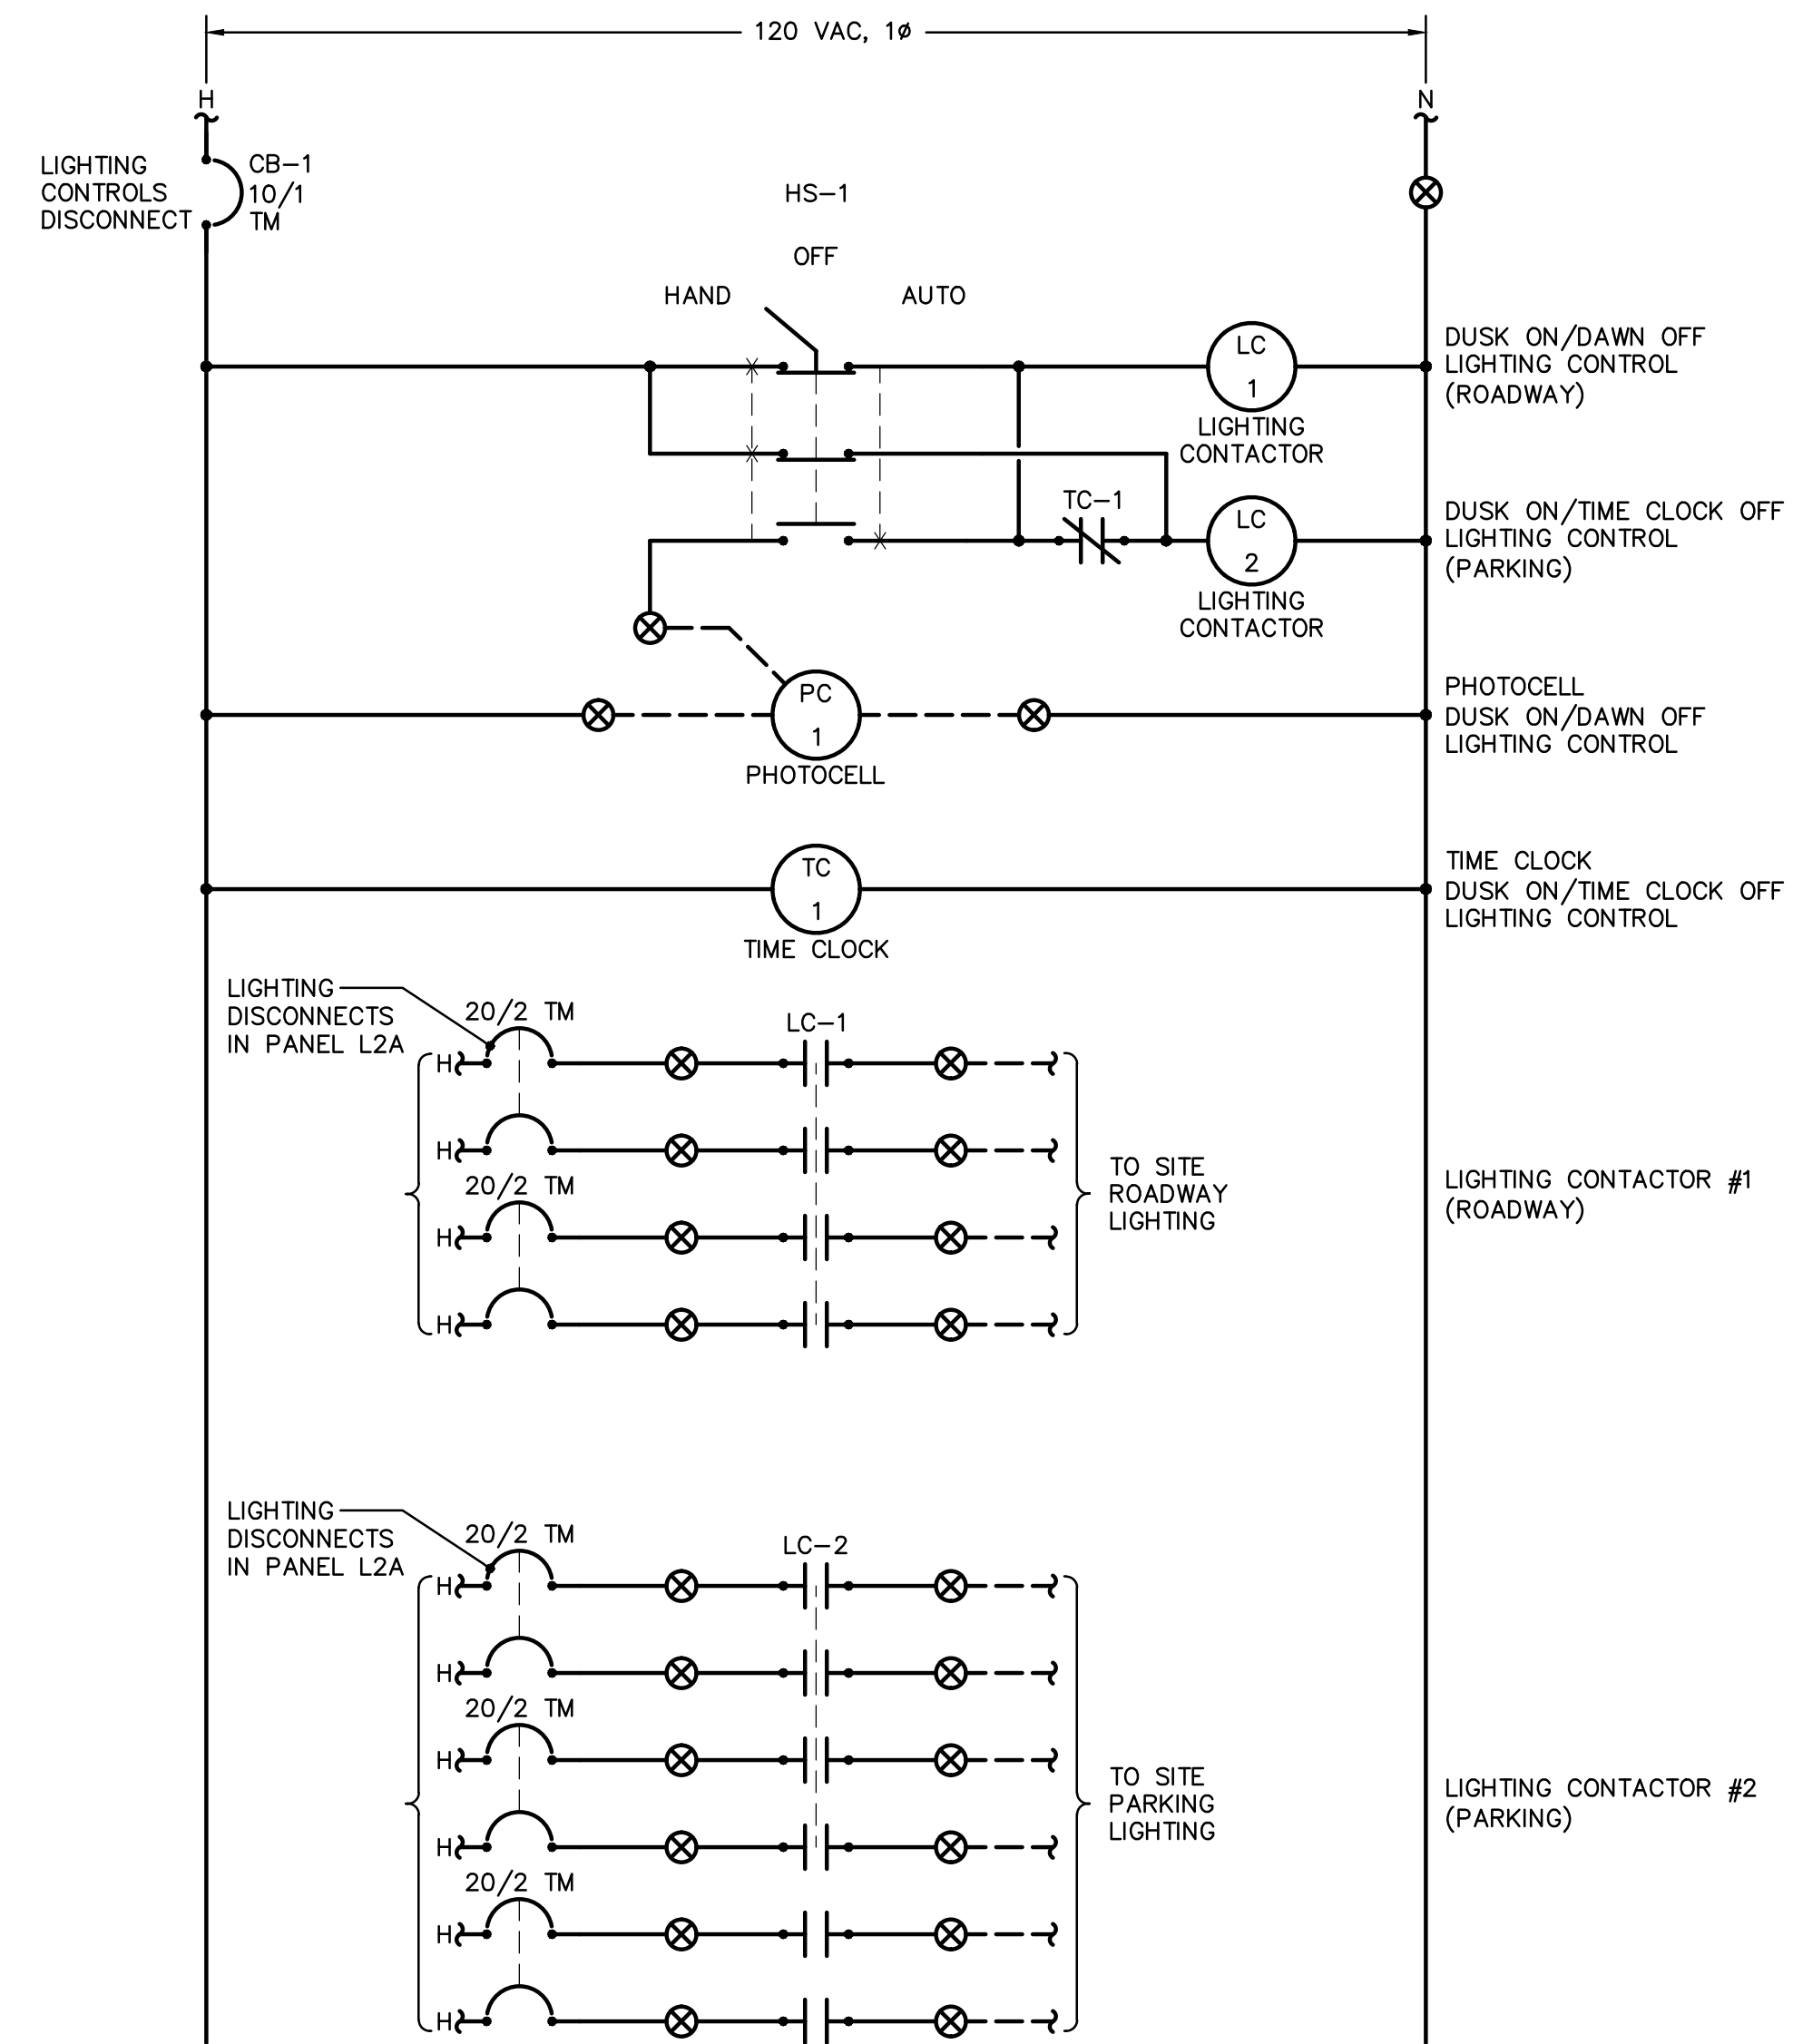 120 VAC, 1ø
H
N
LIGHTING
CONTROLS
DISCONNECT
CB-1
10/1
TM
HS-1
OFF
HAND
AUTO
LC
1
LIGHTING
CONTACTOR
DUSK ON/DAWN OFF
LIGHTING CONTROL
(ROADWAY)
TC-1
LC
2
LIGHTING
CONTACTOR
DUSK ON/TIME CLOCK OFF
LIGHTING CONTROL
(PARKING)
PC
1
PHOTOCELL
PHOTOCELL
DUSK ON/DAWN OFF
LIGHTING CONTROL
TC
1
TIME CLOCK
TIME CLOCK
DUSK ON/TIME CLOCK OFF
LIGHTING CONTROL
LIGHTING
DISCONNECTS
IN PANEL L2A
20/2 TM
LC-1
H
H
20/2 TM
H
H
TO SITE
ROADWAY
LIGHTING
LIGHTING CONTACTOR #1
(ROADWAY)
LIGHTING
DISCONNECTS
IN PANEL L2A
20/2 TM
LC-2
H
H
20/2 TM
H
H
20/2 TM
H
H
TO SITE
PARKING
LIGHTING
LIGHTING CONTACTOR #2
(PARKING)